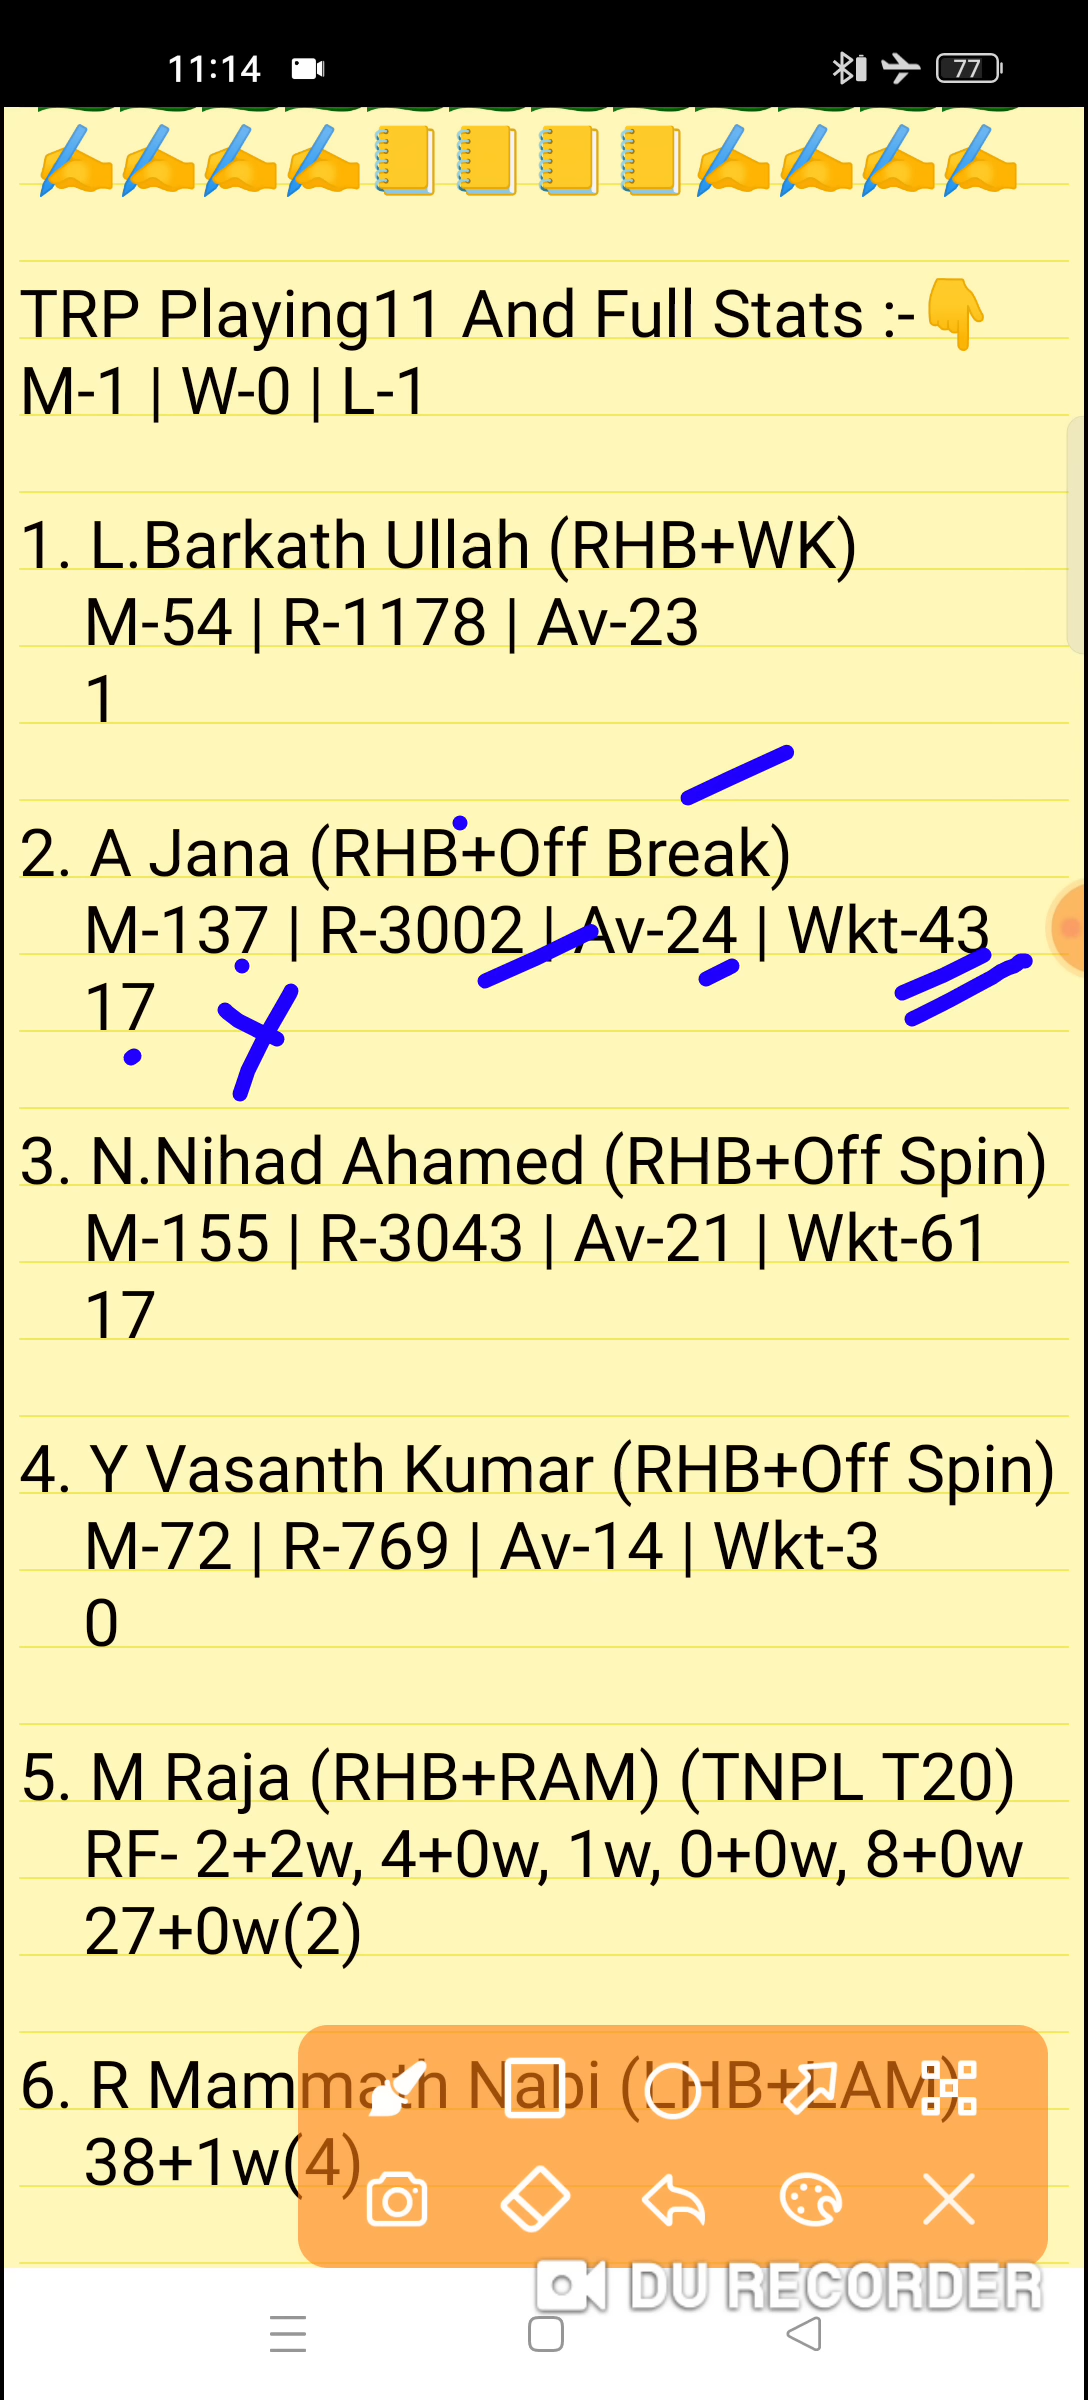 11:14
77
TRP Playing11 And Full Stats :-
M-1 | W-0 | L-1
1. L.Barkath Ullah (RHB+WK)
M-54 | R-1178 | Av-23
1
2. A Jana (RHB+Off Break)
M-137 | R-3002 | Av-24 | Wkt-43
17
3. N.Nihad Ahamed (RHB+Off Spin)
M-155 | R-3043 | Av-21 | Wkt-61
17
4. Y Vasanth Kumar (RHB+Off Spin)
M-72 | R-769 | Av-14 | Wkt-3
0
5. M Raja (RHB+RAM) (TNPL T20)
RF- 2+2w, 4+0w, 1w, 0+0w, 8+0w
27+0w(2)
6. R Mammath Nabi (LHB+LAM)
38+1w(4)
DU RECORDER